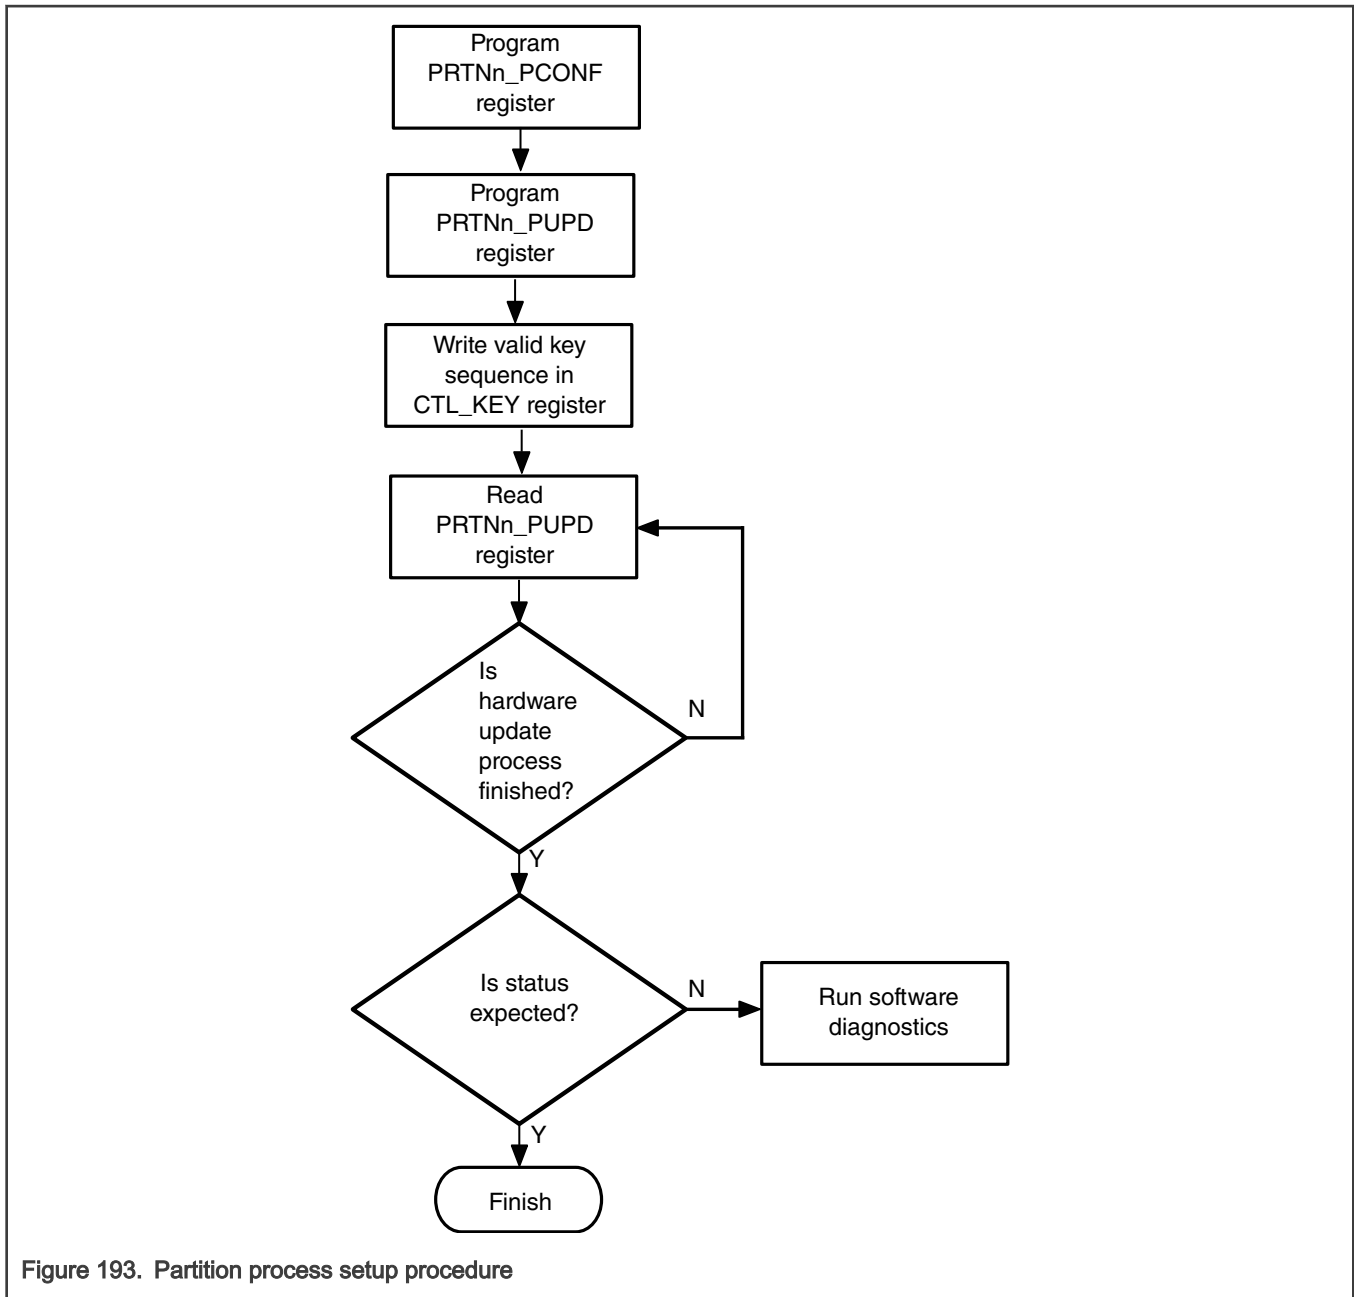 Program
PRTNn_PCONF
register
Program
PRTNn_PUPD
register
Write valid key
sequence in
CTL_KEY register
Read
PRTNn_PUPD
register
Is
hardware
update
process
finished?
N
Y
Is status
expected?
N
Run software
diagnostics
Y
Finish
Figure 193. Partition process setup procedure